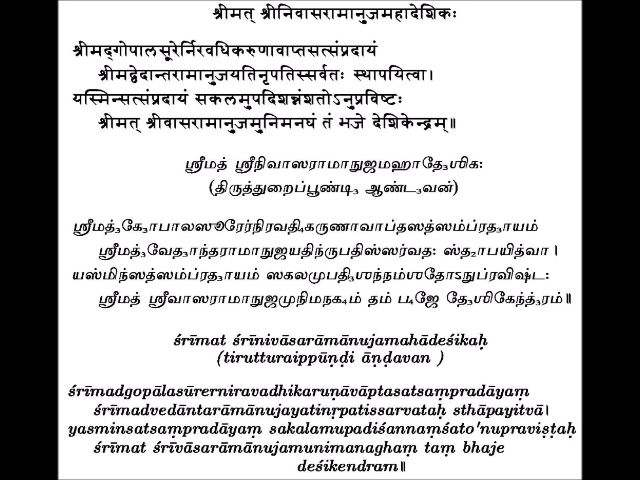 श्रीमत् श्रीनिवासरामानुजमहादेशिकः
श्रीमद्गोपालसूरेर्निरवधिकरुणावाप्तसत्संप्रदायं
श्रीमद्वेदान्तरामानुजयतिनृपतिस्सर्वतः स्थापयित्वा।
यस्मिन्सत्संप्रदायं सकलमुपदिशन्नंशतोऽनुप्रविष्टः
श्रीमत् श्रीवासरामानुजमुनिमनघं तं भजे देशिकेन्द्रम्॥
ஸ்ரீமத் ஸ்ரீநிவாஸராமாநுஜமஹாதே₃ஶிக:
(திருத்துறைப்பூண்டி₃ ஆண்ட₃வன்)
ஸ்ரீமத்₃கோ₃பாலஸூரேர்நிரவதி₄கருணாவாப்தஸத்ஸம்ப்ரதா₃யம்
ஸ்ரீமத்₃வேதா₃ந்தராமாநுஜயதிந்ருபதிஸ்ஸர்வத: ஸ்தா₂பயித்வா।
யஸ்மிந்ஸத்ஸம்ப்ரதா₃யம் ஸகலமுபதி₃ஶந்நம்ஶதோঽநுப்ரவிஷ்ட:
ஸ்ரீமத் ஸ்ரீவாஸராமாநுஜமுநிமநக₄ம் தம் ப₄ஜே தே₃ஶிகேந்த்₃ரம்॥
śrīmat śrīnivāsarāmānujamahādeśikaḥ
(tirutturaippūṇḍi āṇḍavan )
śrīmadgopālasūrerniravadhikaruṇāvāptasatsaṃpradāyaṃ
śrīmadvedāntarāmānujayatinṛpatissarvataḥ sthāpayitvā।
yasminsatsaṃpradāyaṃ sakalamupadiśannaṃśato'nupraviṣṭaḥ
śrīmat śrīvāsarāmānujamunimanaghaṃ taṃ bhaje
deśikendram॥